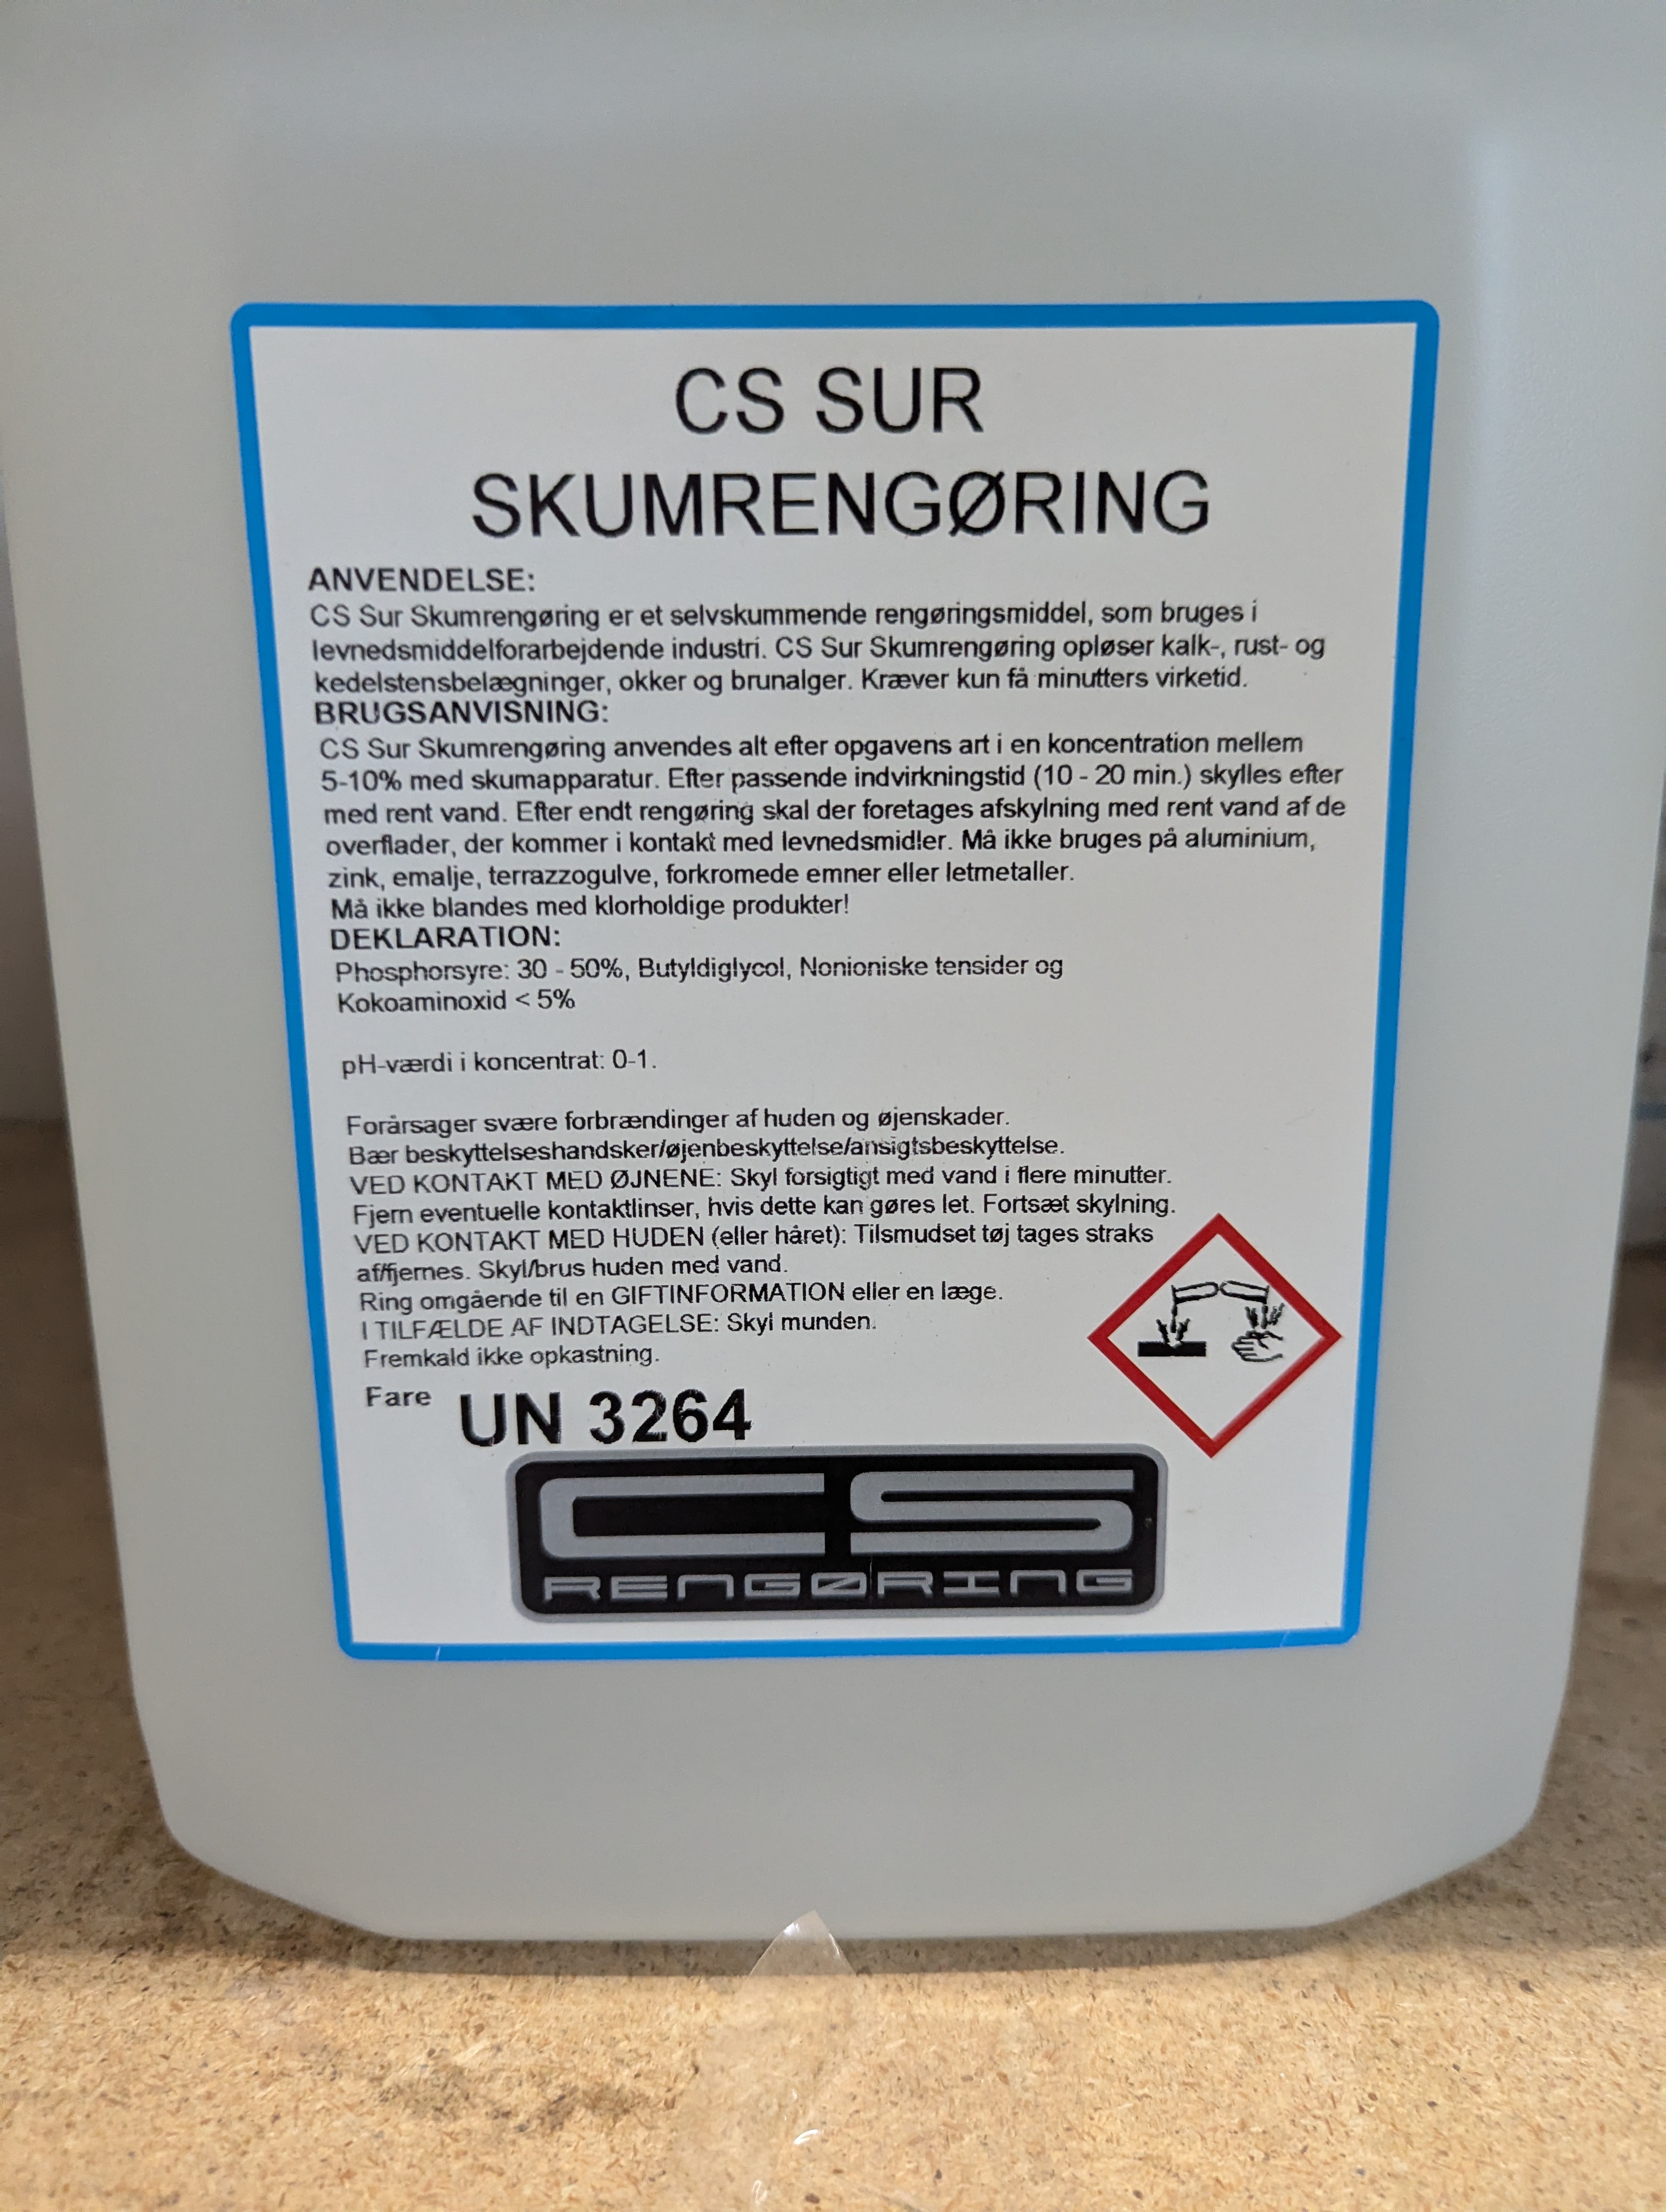 CS SUR
SKUMRENGØRING
ANVENDELSE:
CS Sur Skumrengøring er et selvskummende rengøringsmiddel, som bruges i
levnedsmiddelforarbejdende industri. CS Sur Skumrengøring opløser kalk-, rust- og
kedelstensbelægninger, okker og brunalger. Kræver kun få minutters virketid.
BRUGSANVISNING:
CS Sur Skumrengøring anvendes alt efter opgavens art i en koncentration mellem
5-10% med skumapparatur. Efter passende indvirkningstid (10 - 20 min.) skylles efter
med rent vand. Efter endt rengøring skal der foretages afskylning med rent vand af de
overflader, der kommer i kontakt med levnedsmidler. Må ikke bruges på aluminium,
zink, emalje, terrazzogulve, forkromede emner eller letmetaller.
Må ikke blandes med klorholdige produkter!
DEKLARATION:
Phosphorsyre: 30 - 50%, Butyldiglycol, Nonioniske tensider og
Kokoaminoxid < 5%
pH-værdi i koncentrat: 0-1.
Forårsager svære forbrændinger af huden og øjenskader.
Bær beskyttelseshandsker/øjenbeskyttelse/ansigtsbeskyttelse.
VED KONTAKT MED ØJNENE: Skyl forsigtigt med vand i flere minutter.
Fjern eventuelle kontaktlinser, hvis dette kan gøres let. Fortsæt skylning.
VED KONTAKT MED HUDEN (eller håret): Tilsmudset tøj tages straks
af/fjernes. Skyl/brus huden med vand.
Ring omgående til en GIFTINFORMATION eller en læge.
I TILFÆLDE AF INDTAGELSE: Skyl munden.
Fremkald ikke opkastning.
Fare UN 3264
CS
RENGØRING